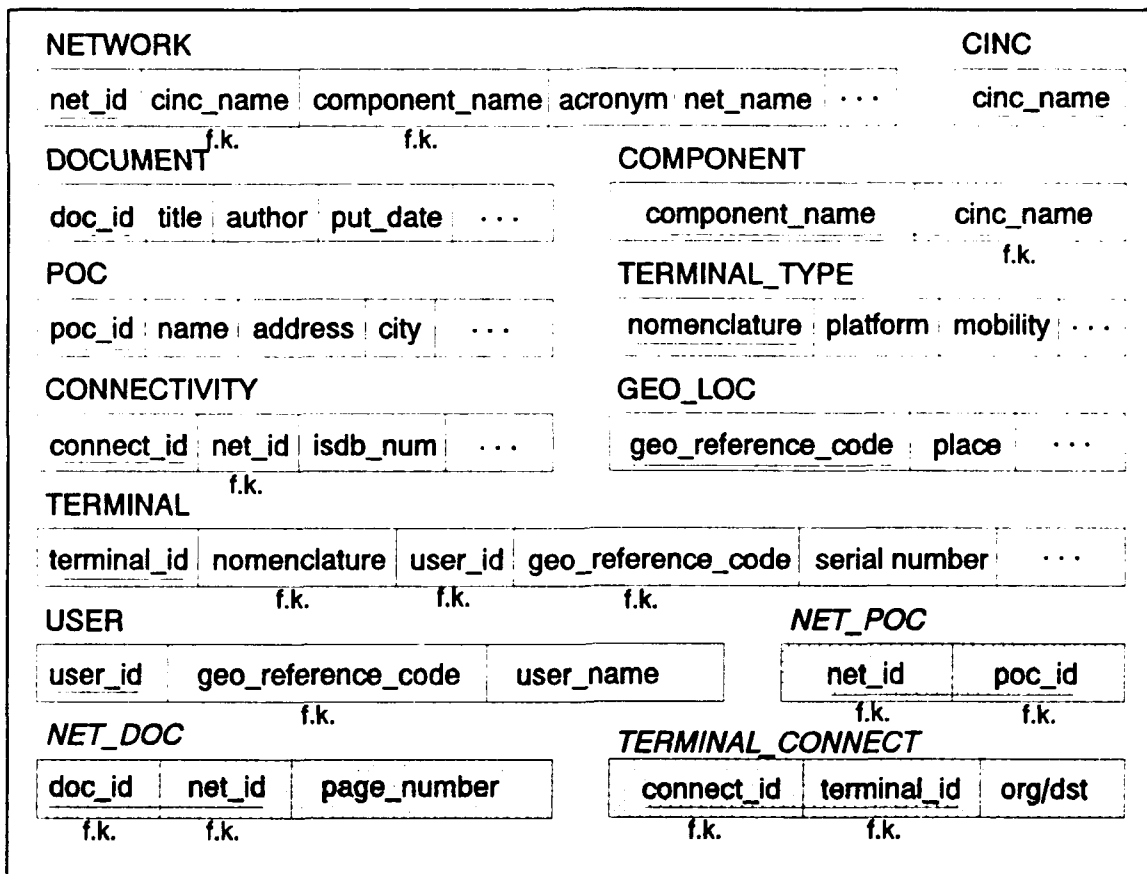 NETWORK CINC
net_id cinc_name component_name acronym net_name ··· cinc_name
f.k. f.k.
DOCUMENT COMPONENT
doc_id title author put_date ··· component_name cinc_name
f.k.
POC TERMINAL_TYPE
poc_id name address city ··· nomenclature platform mobility ···
CONNECTIVITY GEO_LOC
connect_id net_id isdb_num ··· geo_reference_code place ···
f.k.
TERMINAL
terminal_id nomenclature user_id geo_reference_code serial number ···
f.k. f.k. f.k.
USER NET_POC
user_id geo_reference_code user_name net_id poc_id
f.k. f.k. f.k.
NET_DOC TERMINAL_CONNECT
doc_id net_id page_number connect_id terminal_id org/dst
f.k. f.k. f.k. f.k.